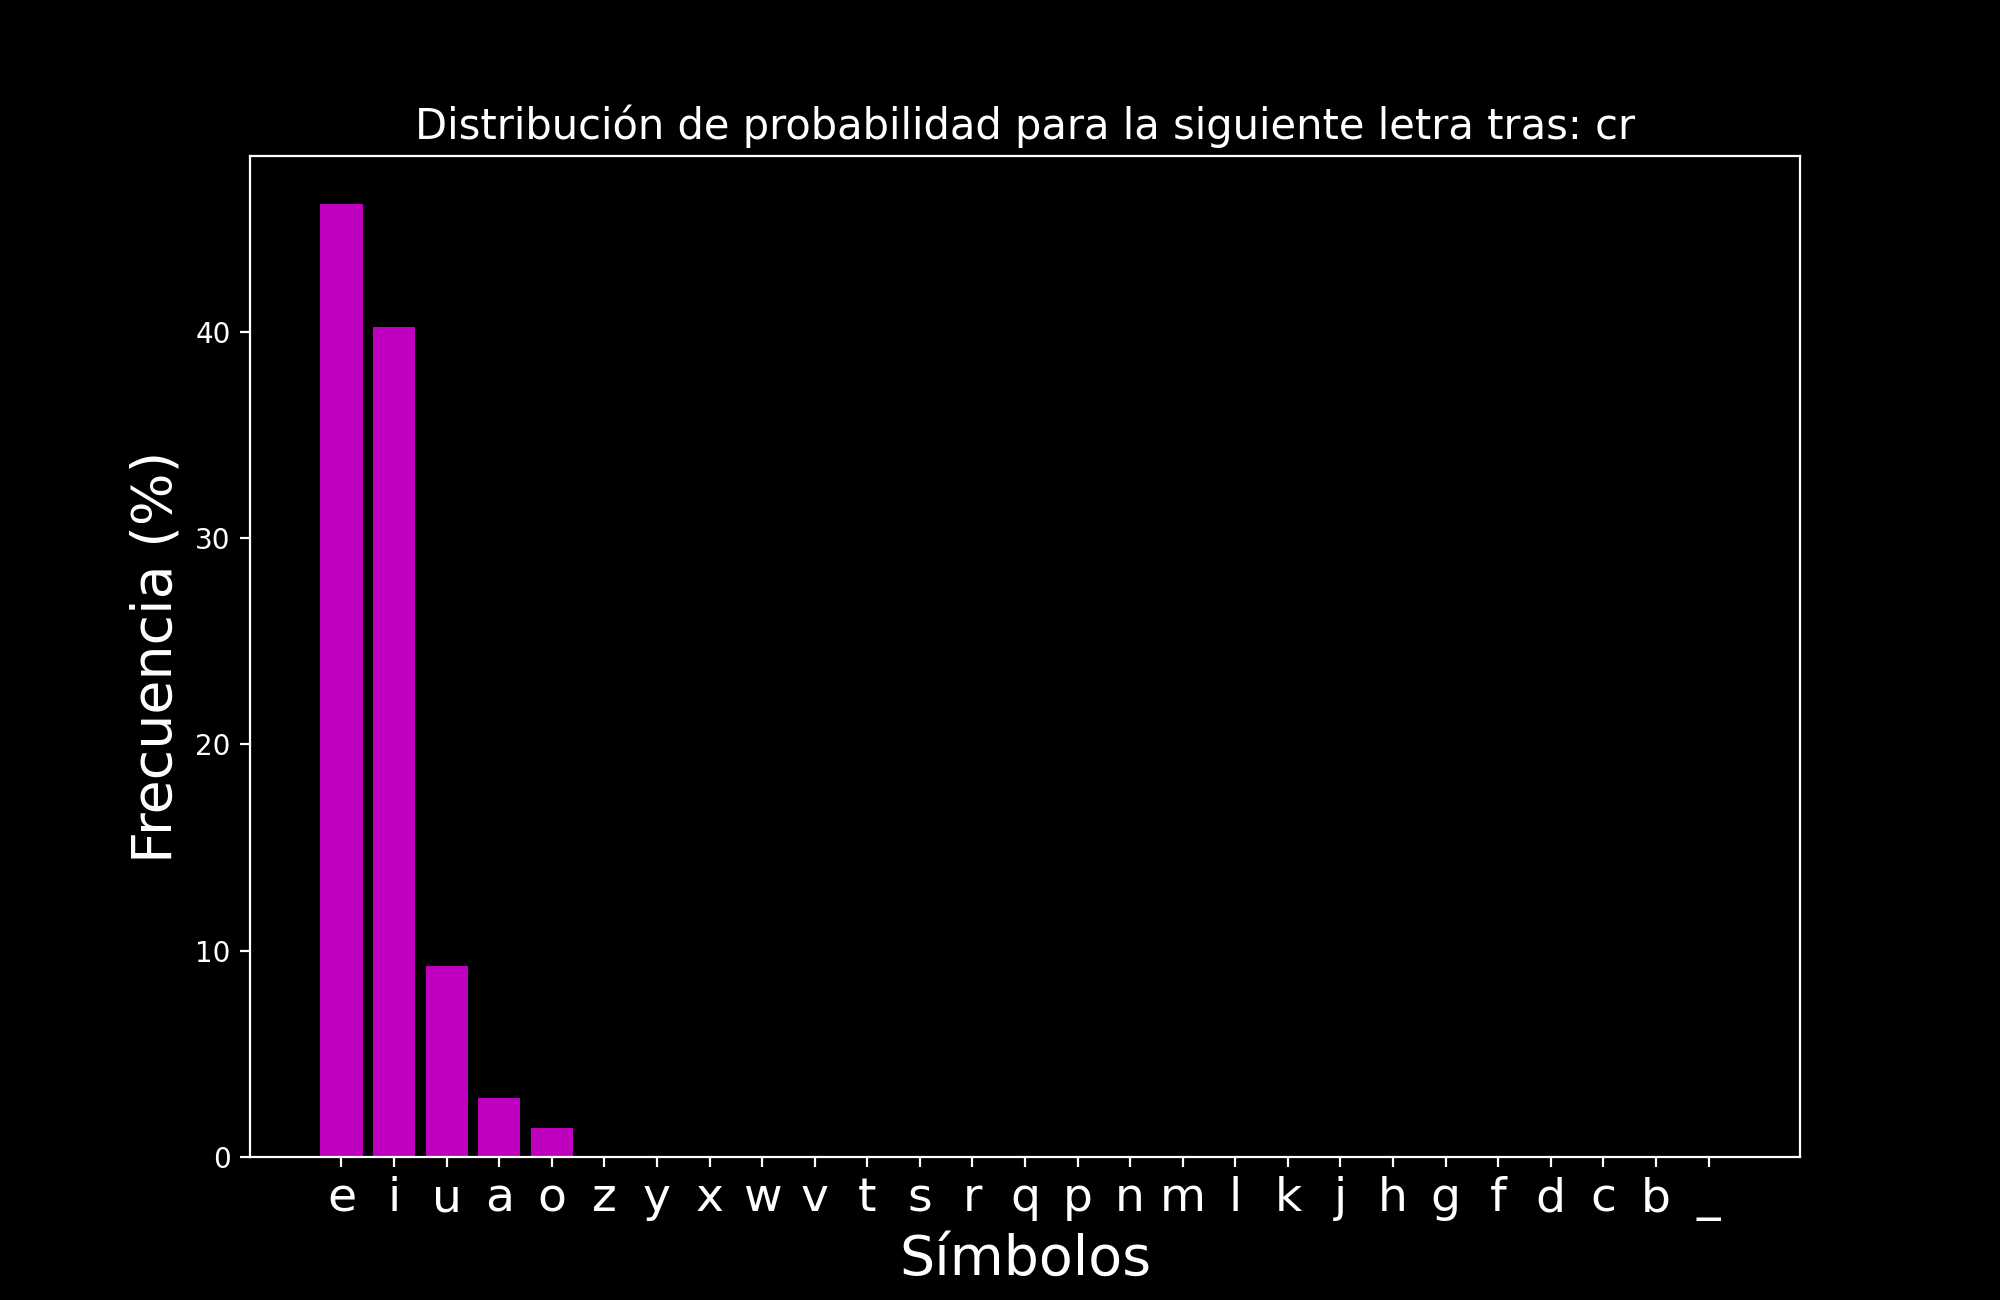 Distribución de probabilidad para la siguiente letra tras: cr
Frecuencia (%)
40
30
20
10
0
e i u a o z y x w v t s r q p n m l k j h g f d c b _
Símbolos